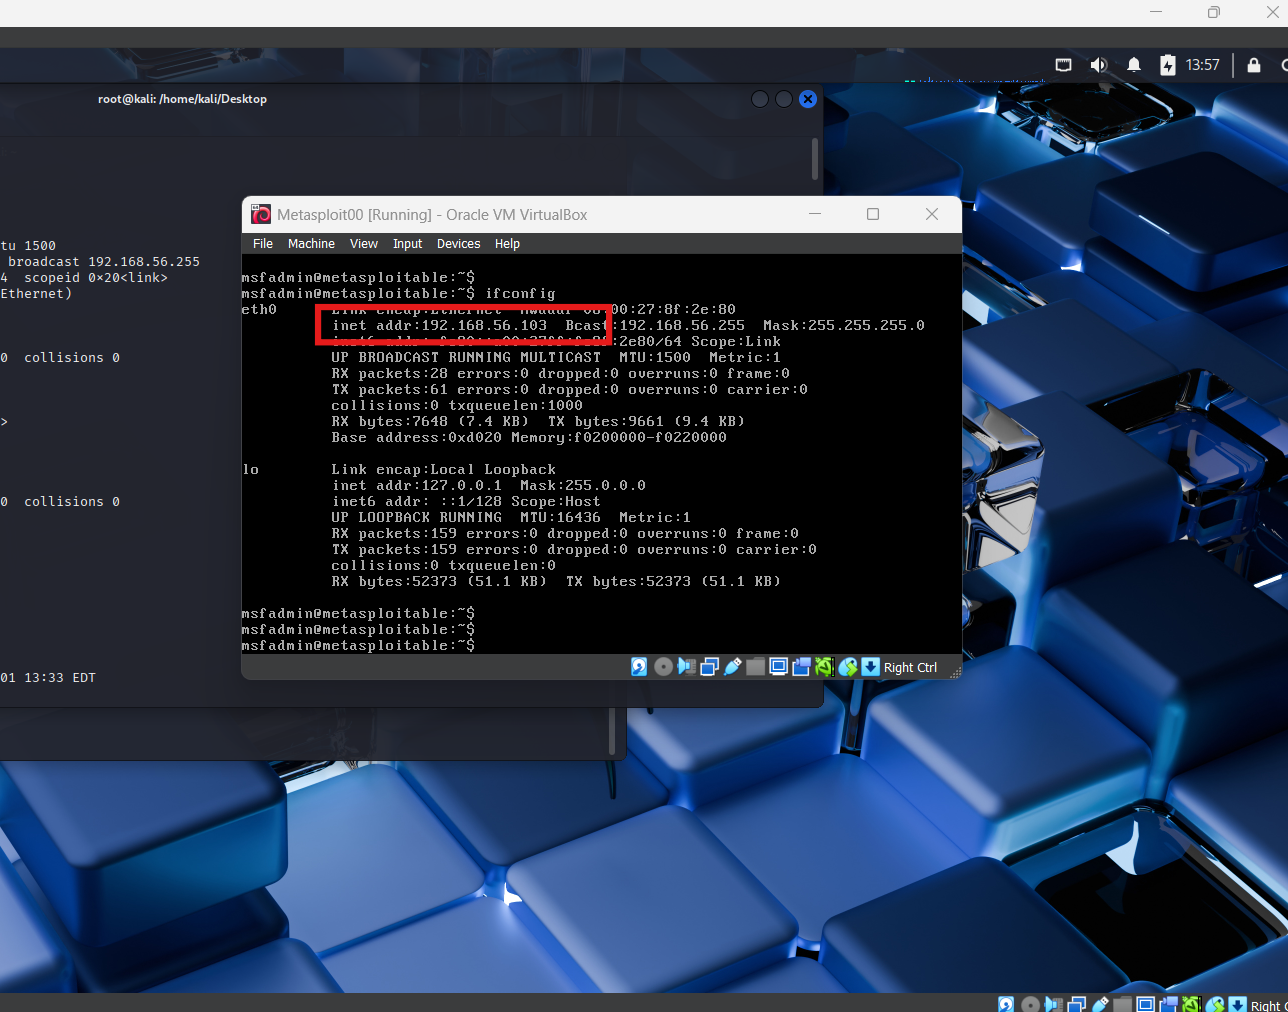 13:57
root@kali: /home/kali/Desktop
tu 1500
broadcast 192.168.56.255
4  scopeid 0×20<link>
Ethernet)
0  collisions 0
>
0  collisions 0
01 13:33 EDT
Metasploit00 [Running] - Oracle VM VirtualBox
File Machine View Input Devices Help
msfadmin@metasploitable:~$
msfadmin@metasploitable:~$ ifconfig
eth0 Link encap:Ethernet :00:27:8f:2e:80
inet addr:192.168.56.103  Bcast:192.168.56.255  Mask:255.255.255.0
:2e80/64 Scope:Link
UP BROADCAST RUNNING MULTICAST  MTU:1500  Metric:1
RX packets:28 errors:0 dropped:0 overruns:0 frame:0
TX packets:61 errors:0 dropped:0 overruns:0 carrier:0
collisions:0 txqueuelen:1000
RX bytes:7648 (7.4 KB)  TX bytes:9661 (9.4 KB)
Base address:0xd020 Memory:f0200000-f0220000
lo Link encap:Local Loopback
inet addr:127.0.0.1  Mask:255.0.0.0
inet6 addr: ::1/128 Scope:Host
UP LOOPBACK RUNNING  MTU:16436  Metric:1
RX packets:159 errors:0 dropped:0 overruns:0 frame:0
TX packets:159 errors:0 dropped:0 overruns:0 carrier:0
collisions:0 txqueuelen:0
RX bytes:52373 (51.1 KB)  TX bytes:52373 (51.1 KB)
msfadmin@metasploitable:~$
msfadmin@metasploitable:~$
msfadmin@metasploitable:~$
Right Ctrl
Right C